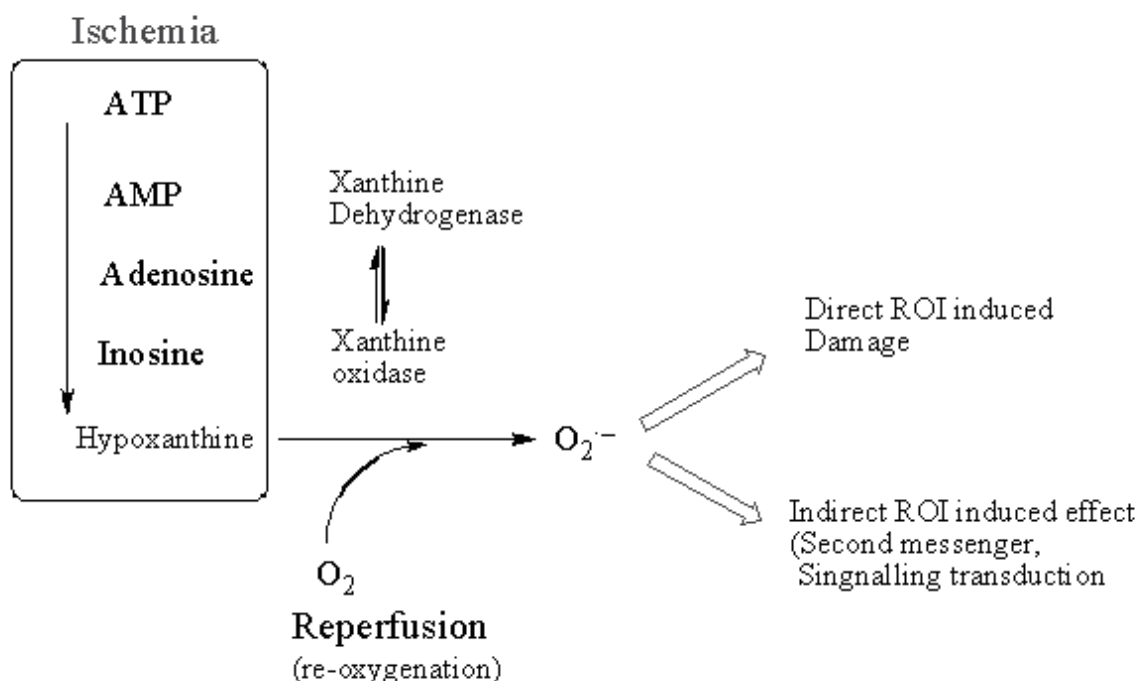 Ischemia
ATP
AMP
Adenosine
Inosine
Hypoxanthine
Xanthine
Dehydrogenase
Xanthine
oxidase
O2·−
O2
Reperfusion
(re-oxygenation)
Direct ROI induced
Damage
Indirect ROI induced effect
(Second messenger,
Singnalling transduction